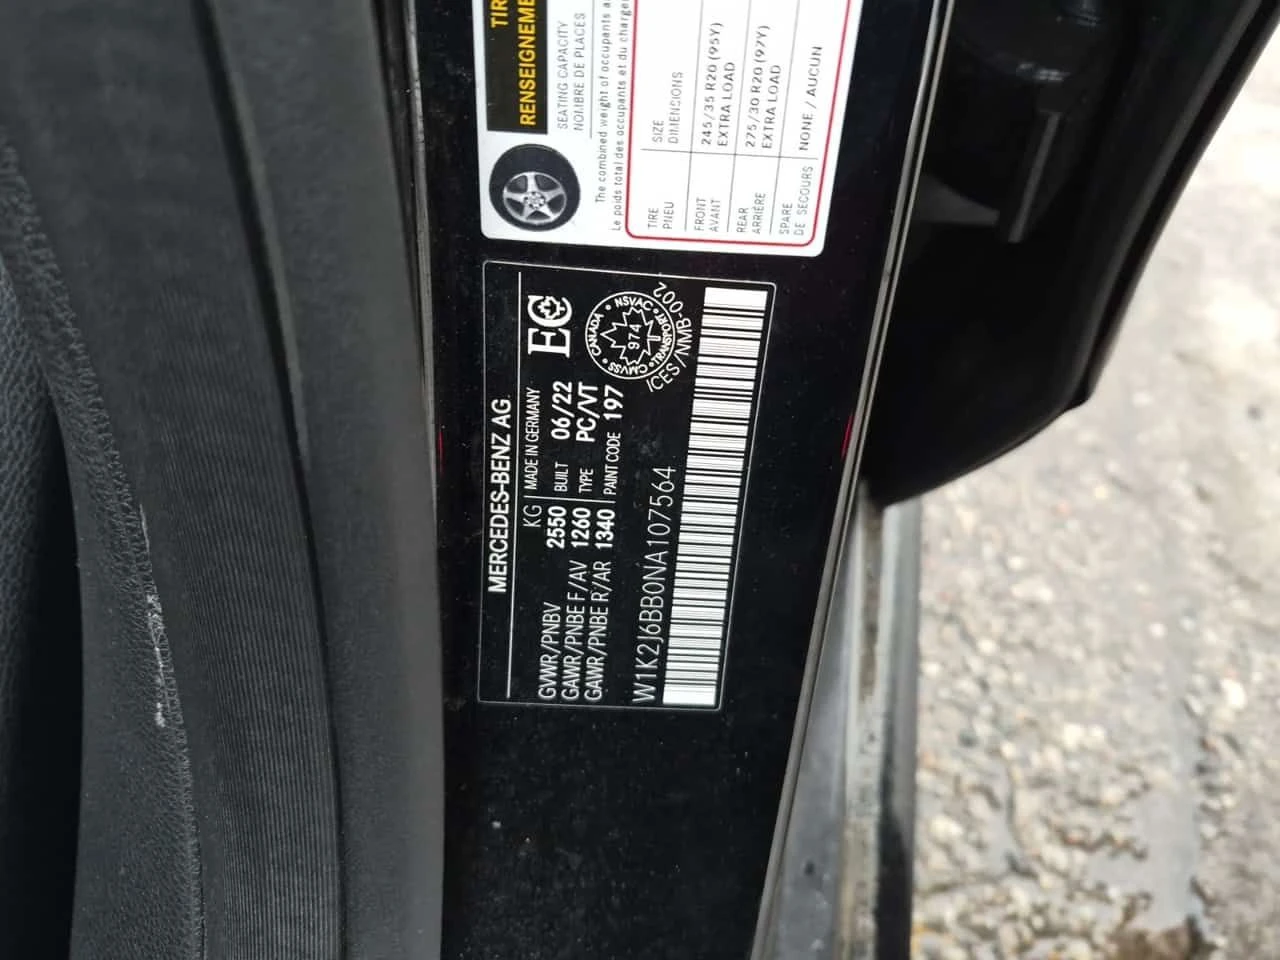 TIR
RENSEIGNEME
SEATING CAPACITY
NOMBRE DE PLACES
The combined weight of occupants a
Le poids total des occupants et du charge
TIRE
PNEU
SIZE
DIMENSIONS
FRONT
AVANT
245/35 R20 (95Y)
EXTRA LOAD
REAR
ARRIÈRE
275/30 R20 (97Y)
EXTRA LOAD
SPARE
DE SECOURS
NONE / AUCUN
MERCEDES-BENZ AG
KG MADE IN GERMANY
GVWR/PNBV 2550 BUILT 06/22
GAWR/PNBE F/AV 1260 TYPE PC/VT
GAWR/PNBE R/AR 1340 PAINT CODE 197
EC
CANADA • NSVAC • TRANSPORT • CMVSS •
974
ICES/NMB-002
W1K2J6BB0NA107564